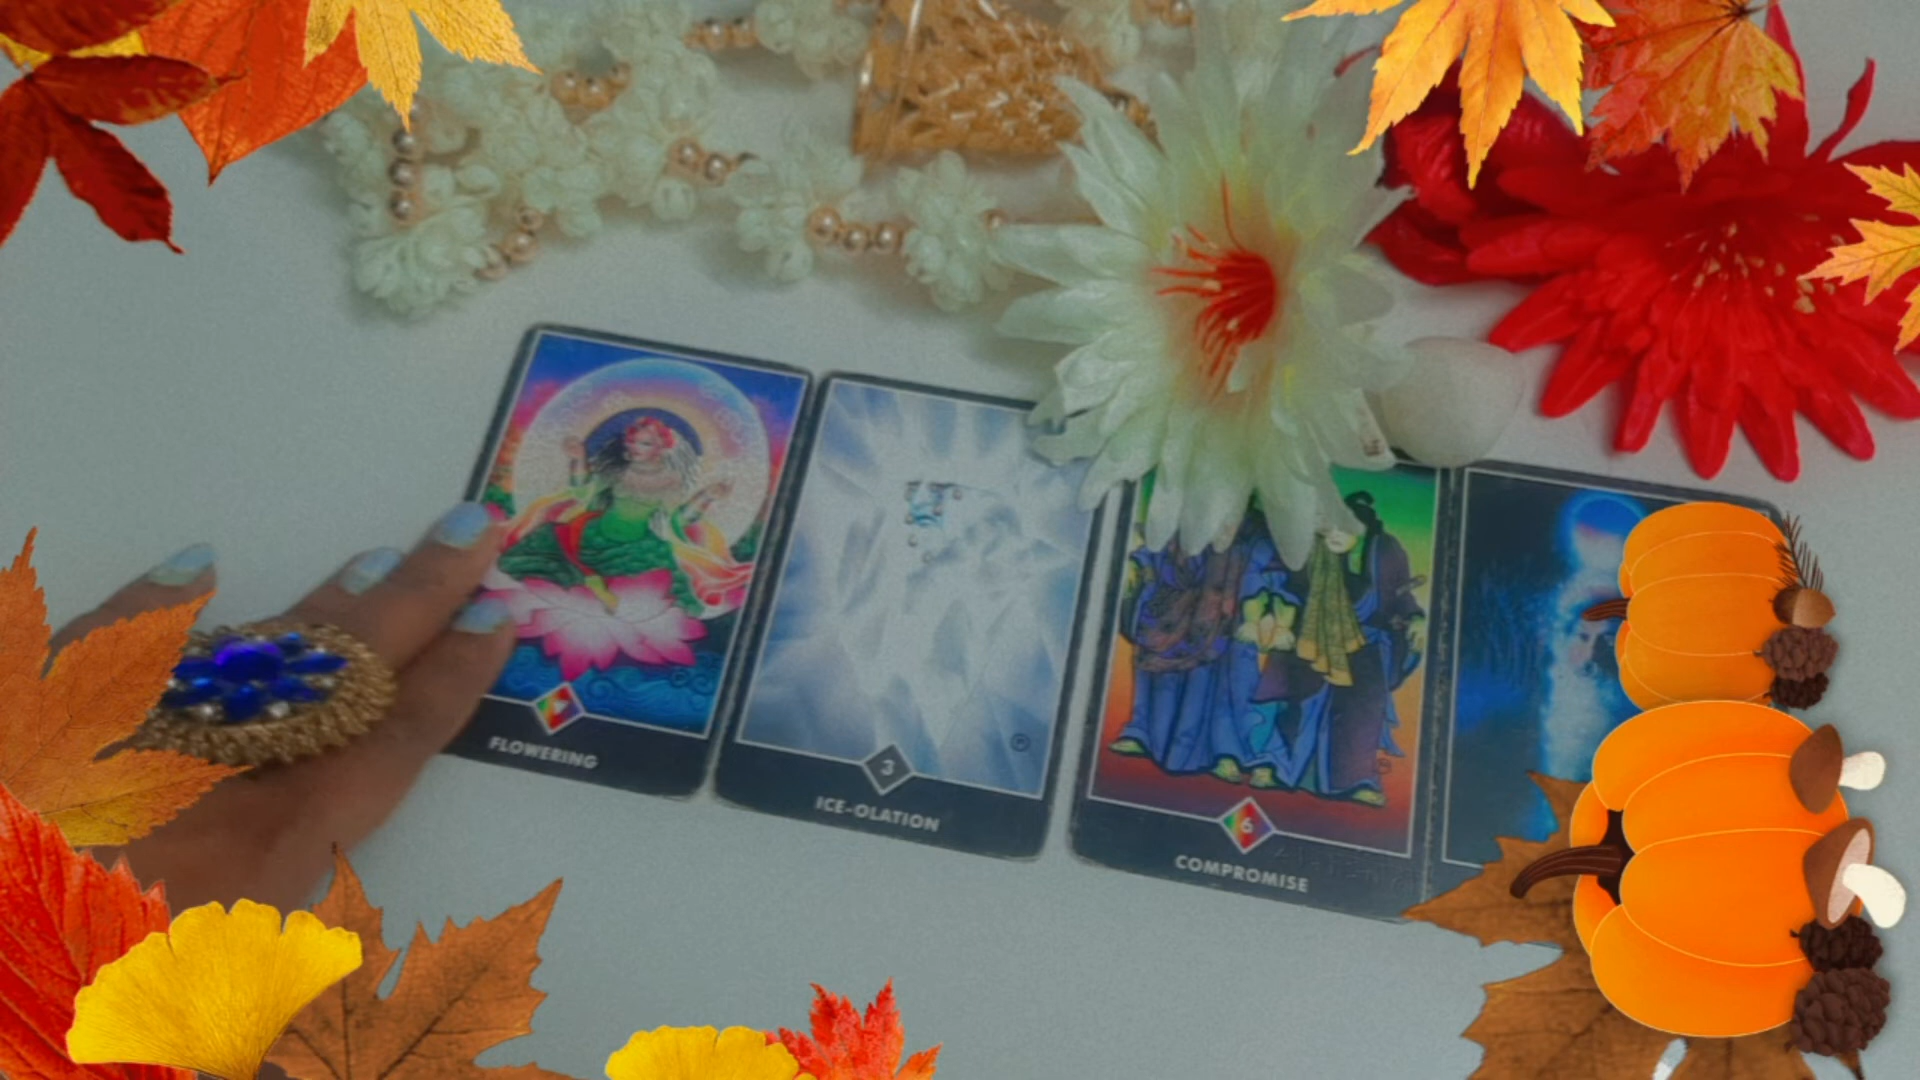 FLOWERING
3
ICE-OLATION
6
COMPROMISE